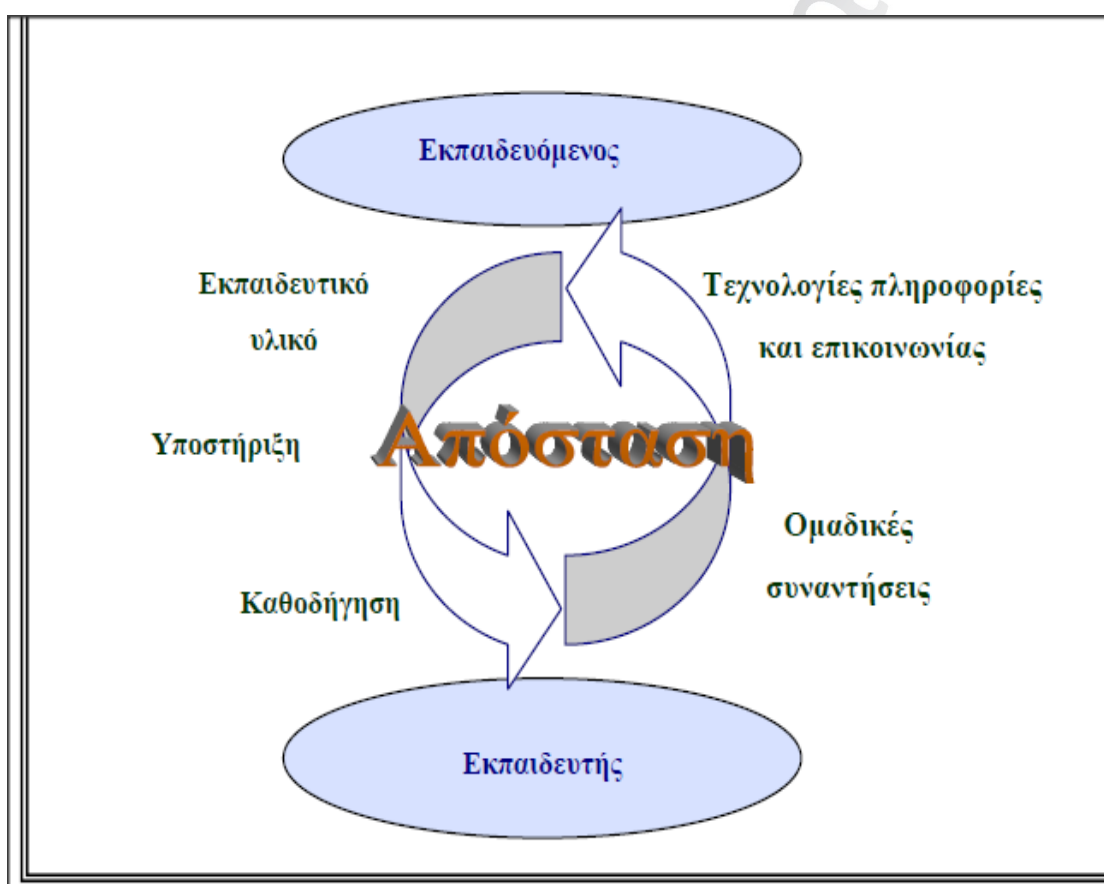 Εκπαιδευόμενος
Εκπαιδευτικό
υλικό
Τεχνολογίες πληροφορίες
και επικοινωνίας
Υποστήριξη
Απόσταση
Ομαδικές
συναντήσεις
Καθοδήγηση
Εκπαιδευτής